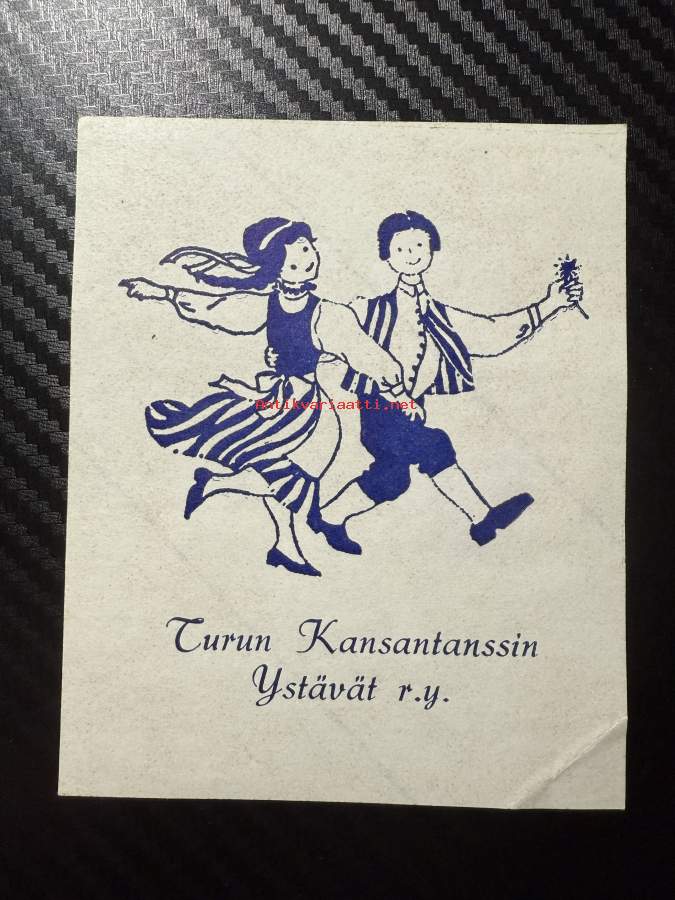 Antikvariaatti.net
Turun Kansantanssin
Ystävät r.y.